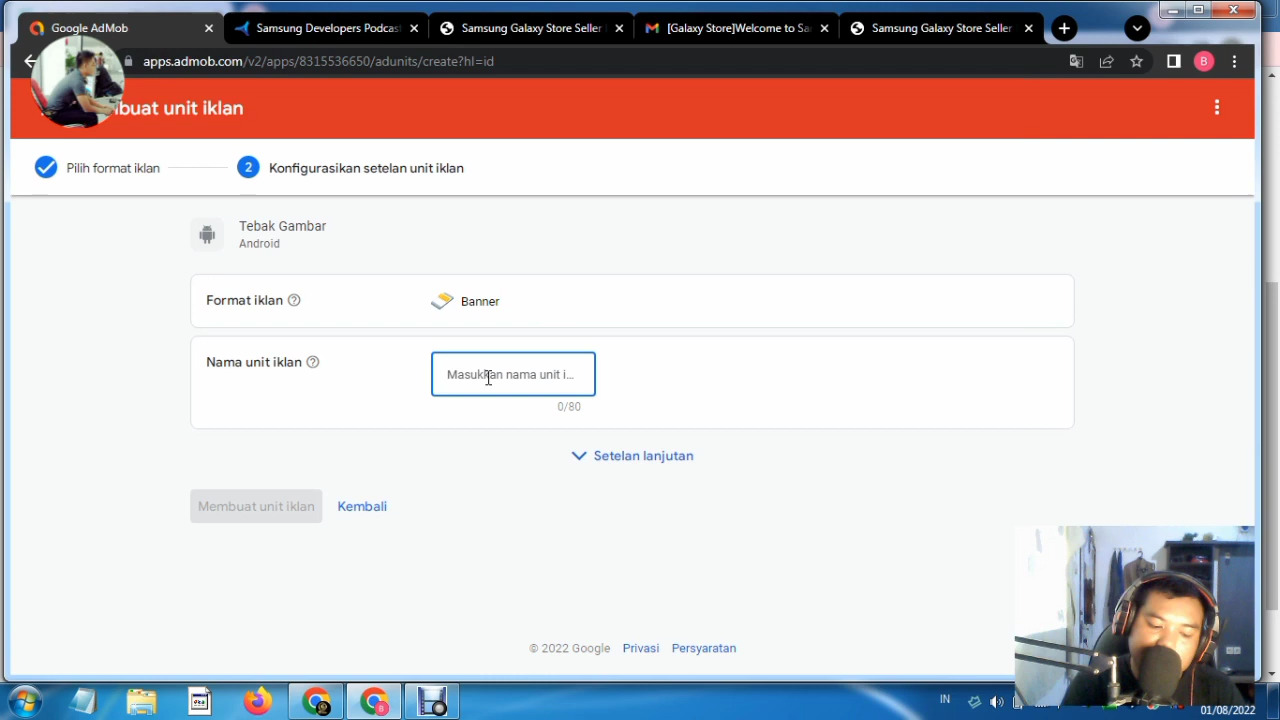 Google AdMob
Samsung Developers Podcas
Samsung Galaxy Store Seller
[Galaxy Store]Welcome to Sa
Samsung Galaxy Store Seller
apps.admob.com/v2/apps/8315536650/adunits/create?hl=id
B
buat unit iklan
Pilih format iklan
2
Konfigurasikan setelan unit iklan
Tebak Gambar
Android
Format iklan
Banner
Nama unit iklan
Masukkan nama unit i...
0/80
Setelan lanjutan
Membuat unit iklan
Kembali
© 2022 Google
Privasi
Persyaratan
IN
01/08/2022